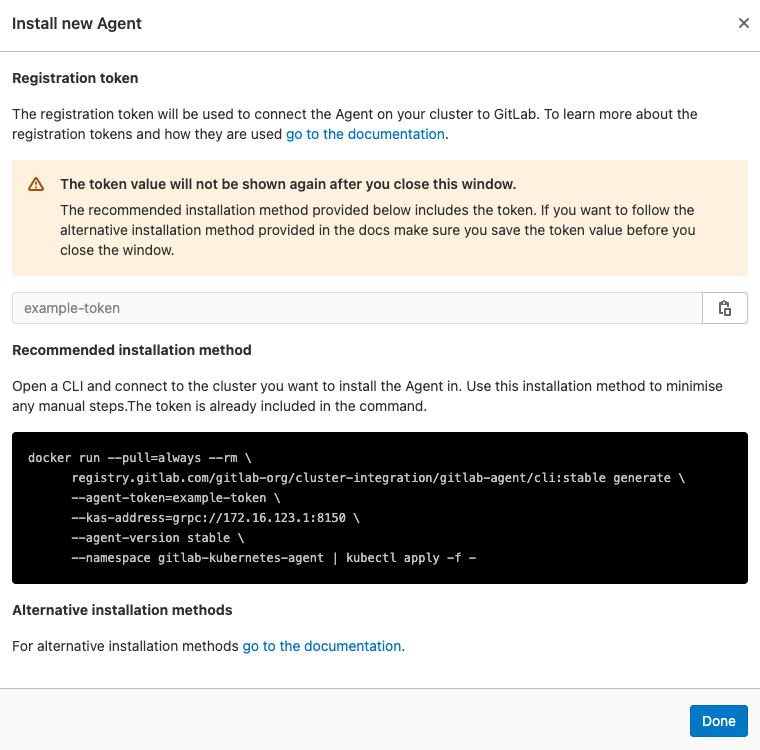 Install new Agent
Registration token
The registration token will be used to connect the Agent on your cluster to GitLab. To learn more about the
registration tokens and how they are used go to the documentation.
The token value will not be shown again after you close this window.
The recommended installation method provided below includes the token. If you want to follow the
alternative installation method provided in the docs make sure you save the token value before you
close the window.
example-token
Recommended installation method
Open a CLI and connect to the cluster you want to install the Agent in. Use this installation method to minimise
any manual steps.The token is already included in the command.
docker run --pull=always --rm \
registry.gitlab.com/gitlab-org/cluster-integration/gitlab-agent/cli:stable generate \
--agent-token=example-token \
--kas-address=grpc://172.16.123.1:8150 \
--agent-version stable \
--namespace gitlab-kubernetes-agent | kubectl apply -f -
Alternative installation methods
For alternative installation methods go to the documentation.
Done